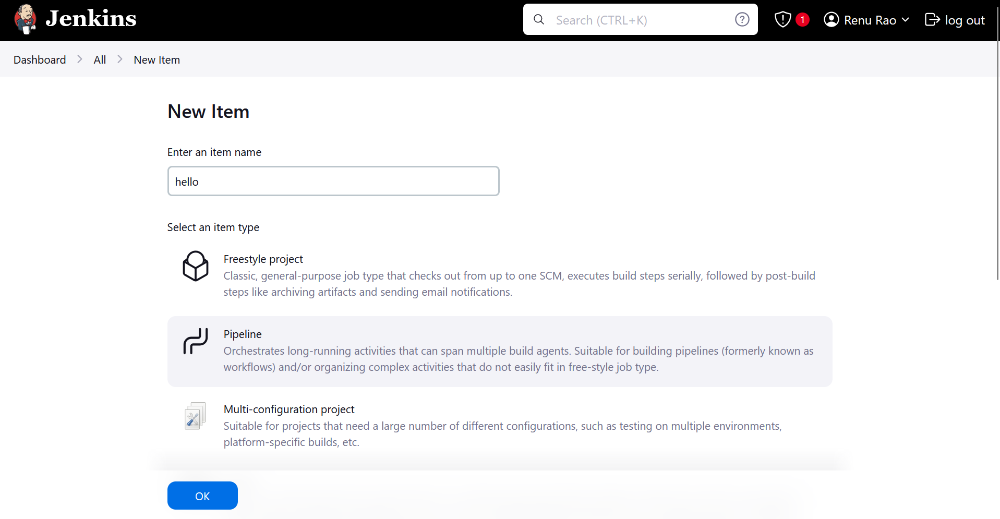 Jenkins
Search (CTRL+K)
1
Renu Rao
log out
Dashboard
All
New Item
New Item
Enter an item name
hello
Select an item type
Freestyle project
Classic, general-purpose job type that checks out from up to one SCM, executes build steps serially, followed by post-build
steps like archiving artifacts and sending email notifications.
Pipeline
Orchestrates long-running activities that can span multiple build agents. Suitable for building pipelines (formerly known as
workflows) and/or organizing complex activities that do not easily fit in free-style job type.
Multi-configuration project
Suitable for projects that need a large number of different configurations, such as testing on multiple environments,
platform-specific builds, etc.
OK